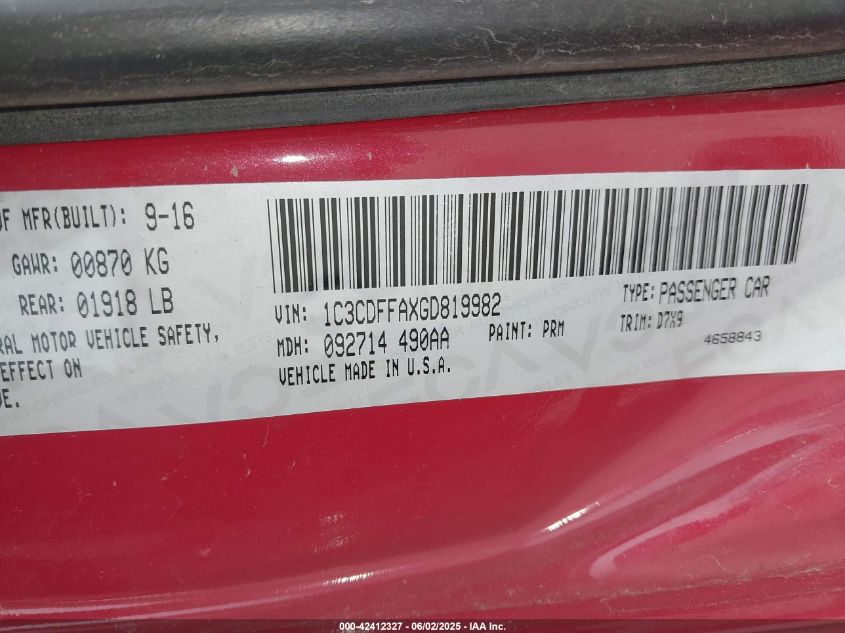 OF MFR(BUILT): 9-16
GAWR: 00870 KG
REAR: 01918 LB
RAL MOTOR VEHICLE SAFETY,
EFFECT ON
VIN: 1C3CDFFAXGD819982
TYPE: PASSENGER CAR
MDH: 092714 490AA
PAINT: PRM
TRIM: D7X9
4658843
VEHICLE MADE IN U.S.A.
000-42412327 - 06/02/2025 - IAA Inc.